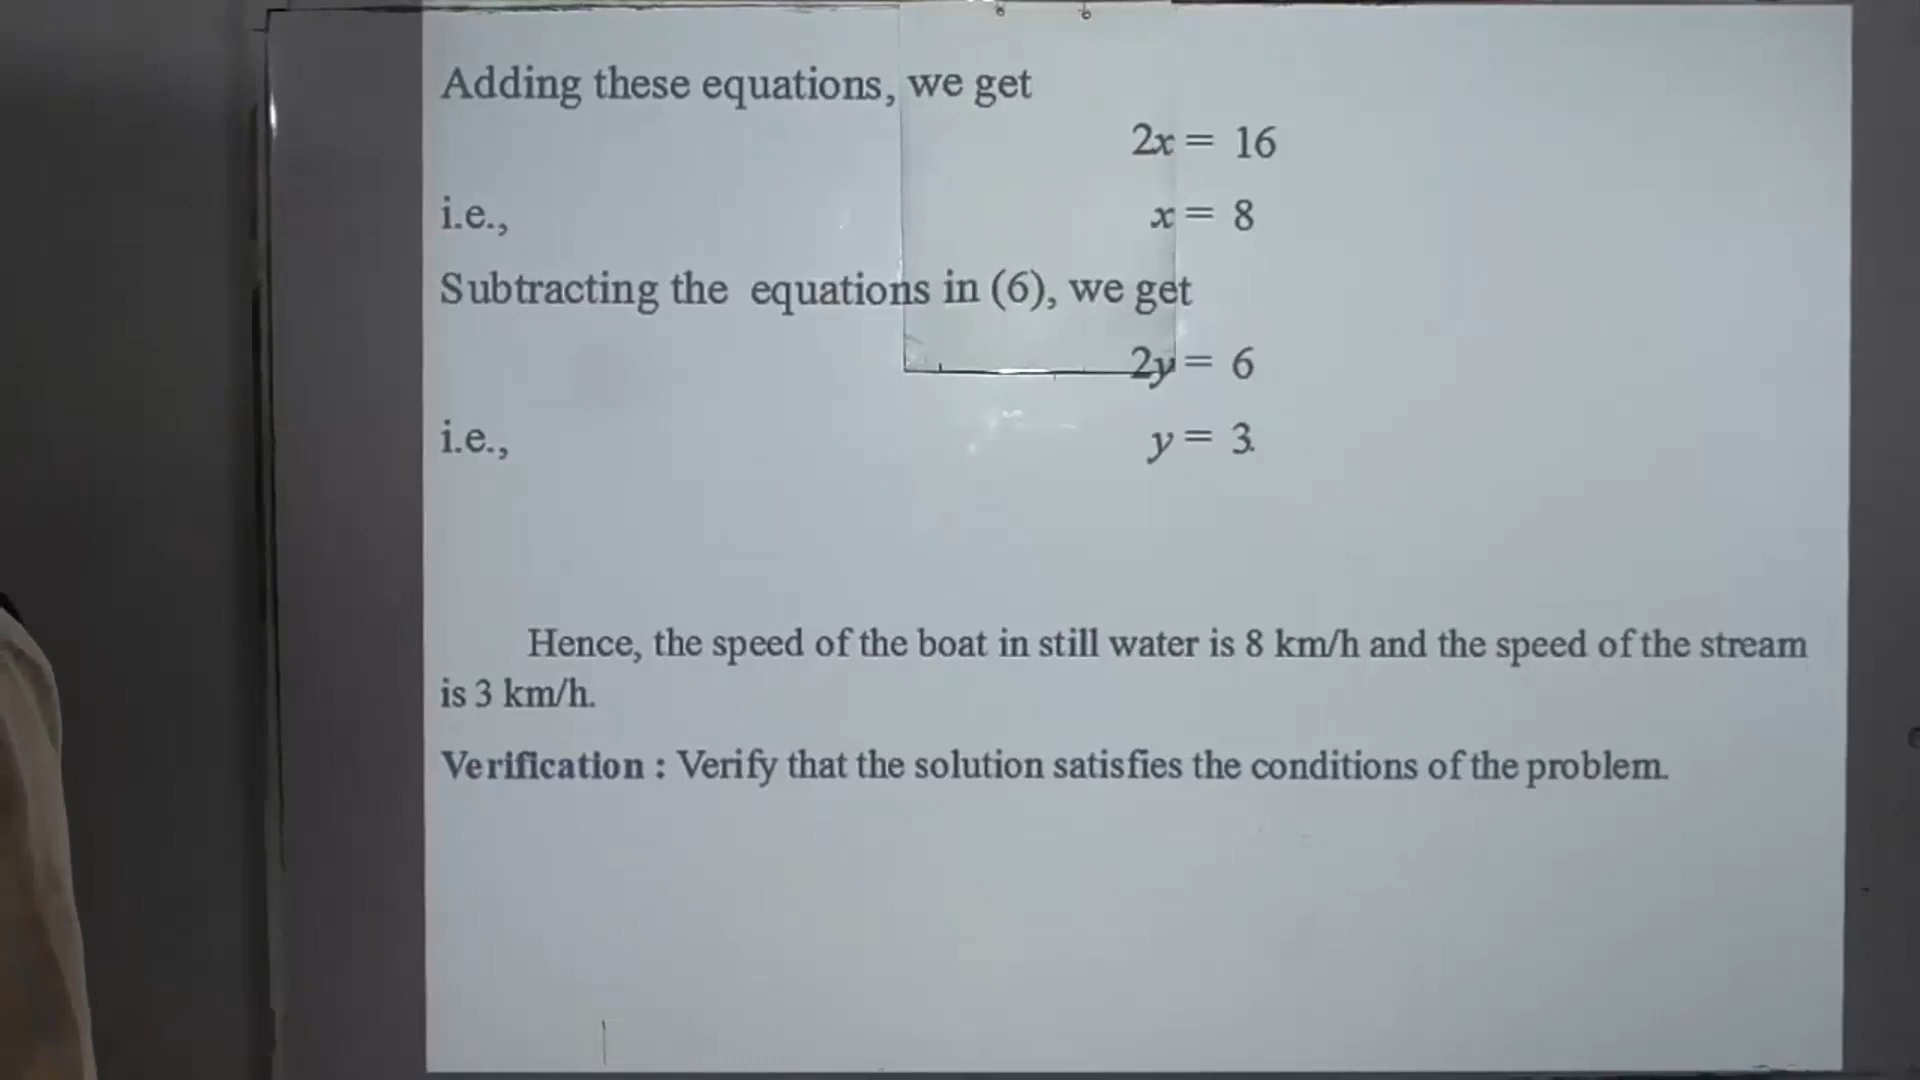 Adding these equations, we get
2x = 16
i.e., x = 8
Subtracting the equations in (6), we get
2y = 6
i.e., y = 3
Hence, the speed of the boat in still water is 8 km/h and the speed of the stream
is 3 km/h.
Verification : Verify that the solution satisfies the conditions of the problem.